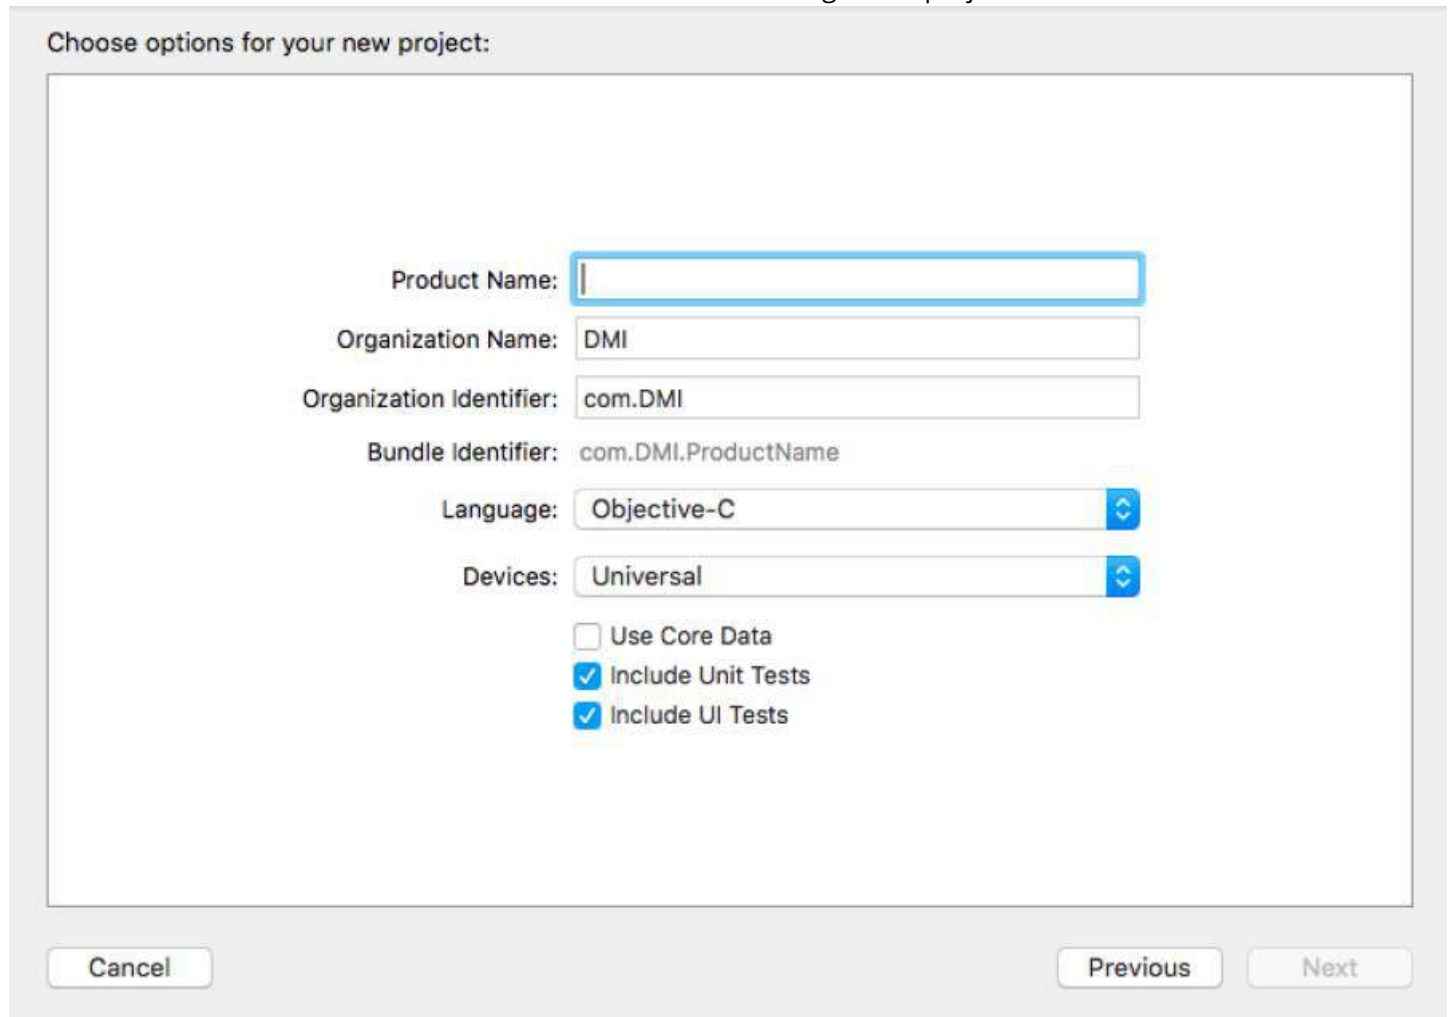 Choose options for your new project:
Product Name:
Organization Name: DMI
Organization Identifier: com.DMI
Bundle Identifier: com.DMI.ProductName
Language: Objective-C
Devices: Universal
Use Core Data
Include Unit Tests
Include UI Tests
Cancel Previous Next